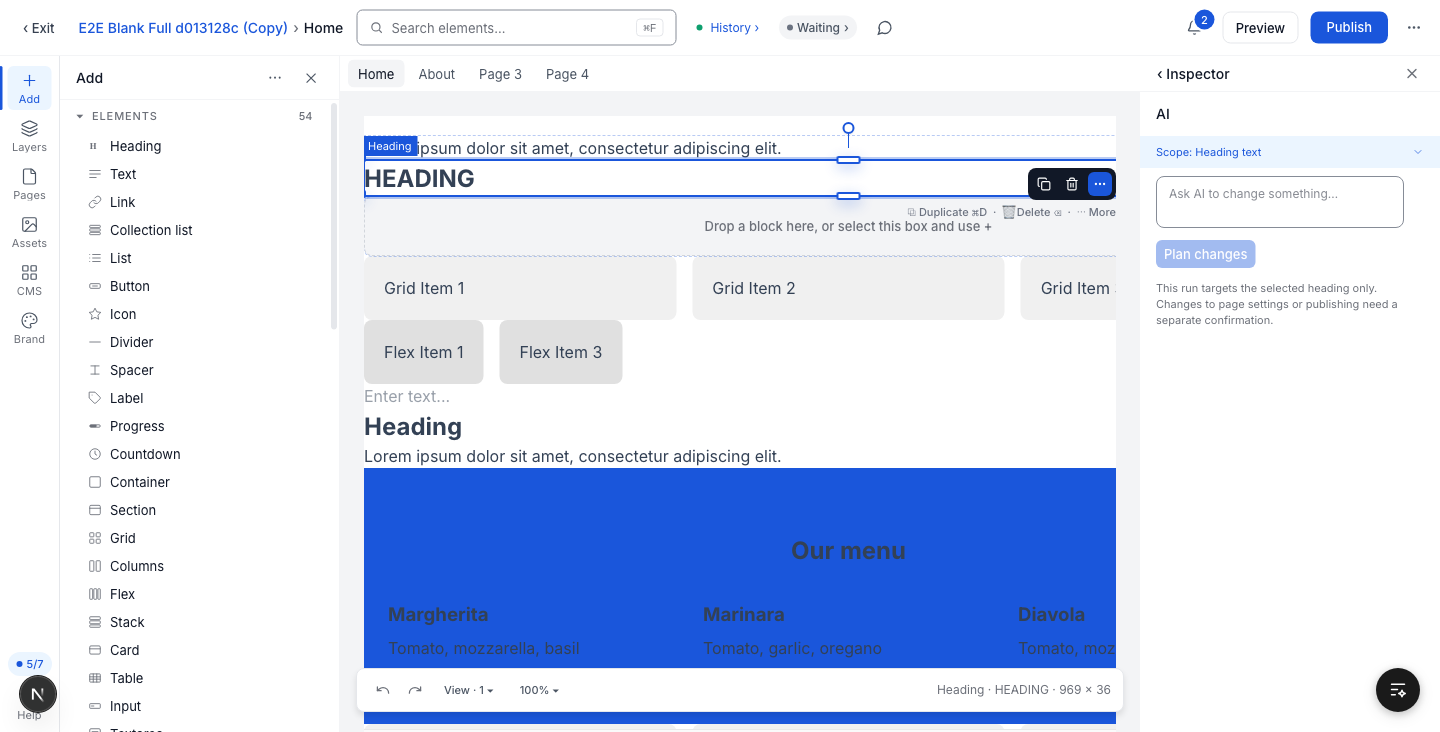 ‹ Exit
E2E Blank Full d013128c (Copy) › Home
Search elements...
⌘F
History ›
Waiting ›
2
Preview
Publish
Add
Layers
Pages
Assets
CMS
Brand
5/7
N
Help
Add
ELEMENTS 54
Heading
Text
Link
Collection list
List
Button
Icon
Divider
Spacer
Label
Progress
Countdown
Container
Section
Grid
Columns
Flex
Stack
Card
Table
Input
Home
About
Page 3
Page 4
Heading
ipsum dolor sit amet, consectetur adipiscing elit.
HEADING
Duplicate ⌘D · Delete ⌫ · ··· More
Drop a block here, or select this box and use +
Grid Item 1
Grid Item 2
Grid Item
Flex Item 1
Flex Item 3
Enter text...
Heading
Lorem ipsum dolor sit amet, consectetur adipiscing elit.
Our menu
Margherita
Marinara
Diavola
Tomato, mozzarella, basil
Tomato, garlic, oregano
Tomato, moz
View · 1
100%
Heading · HEADING · 969 × 36
‹ Inspector
AI
Scope: Heading text
Ask AI to change something...
Plan changes
This run targets the selected heading only.
Changes to page settings or publishing need a
separate confirmation.